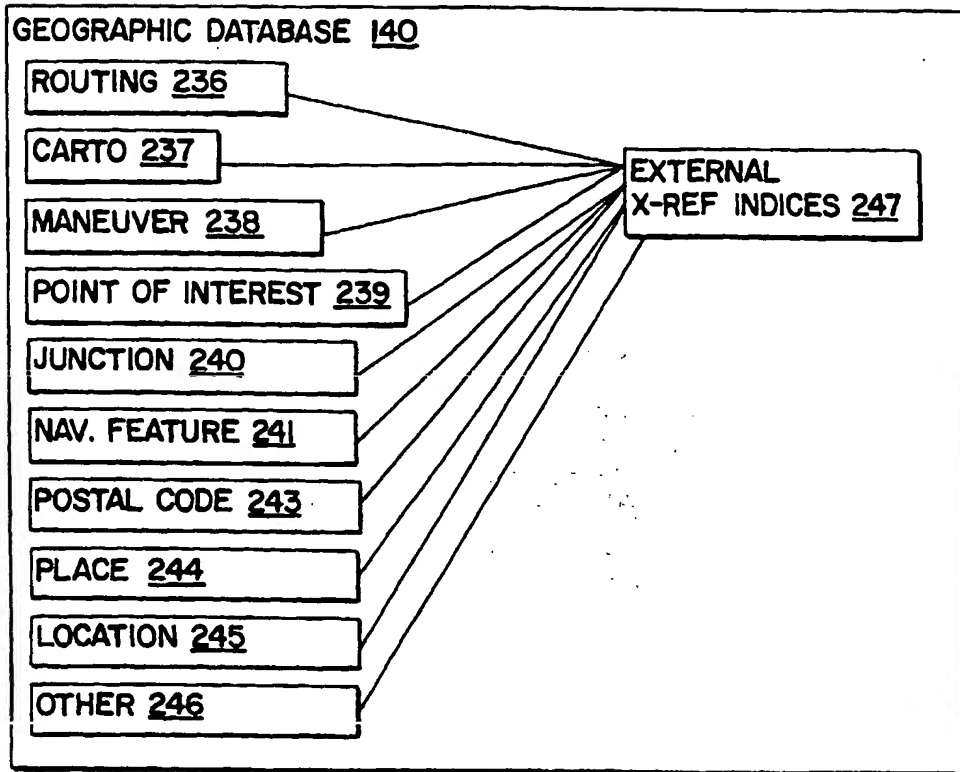 GEOGRAPHIC DATABASE 140
ROUTING 236
CARTO 237
MANEUVER 238
POINT OF INTEREST 239
JUNCTION 240
NAV. FEATURE 241
POSTAL CODE 243
PLACE 244
LOCATION 245
OTHER 246
EXTERNAL
X-REF INDICES 247